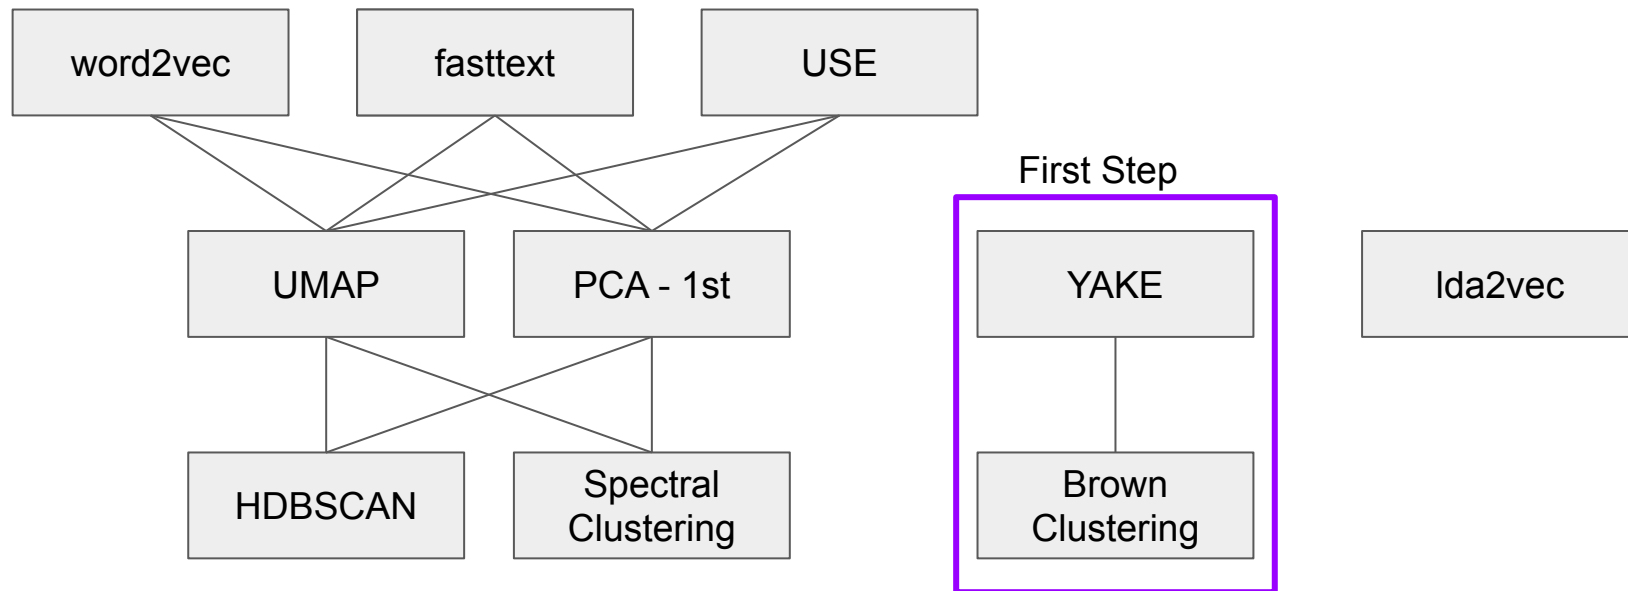 word2vec
fasttext
USE
First Step
UMAP
PCA - 1st
YAKE
lda2vec
HDBSCAN
Spectral
Clustering
Brown
Clustering